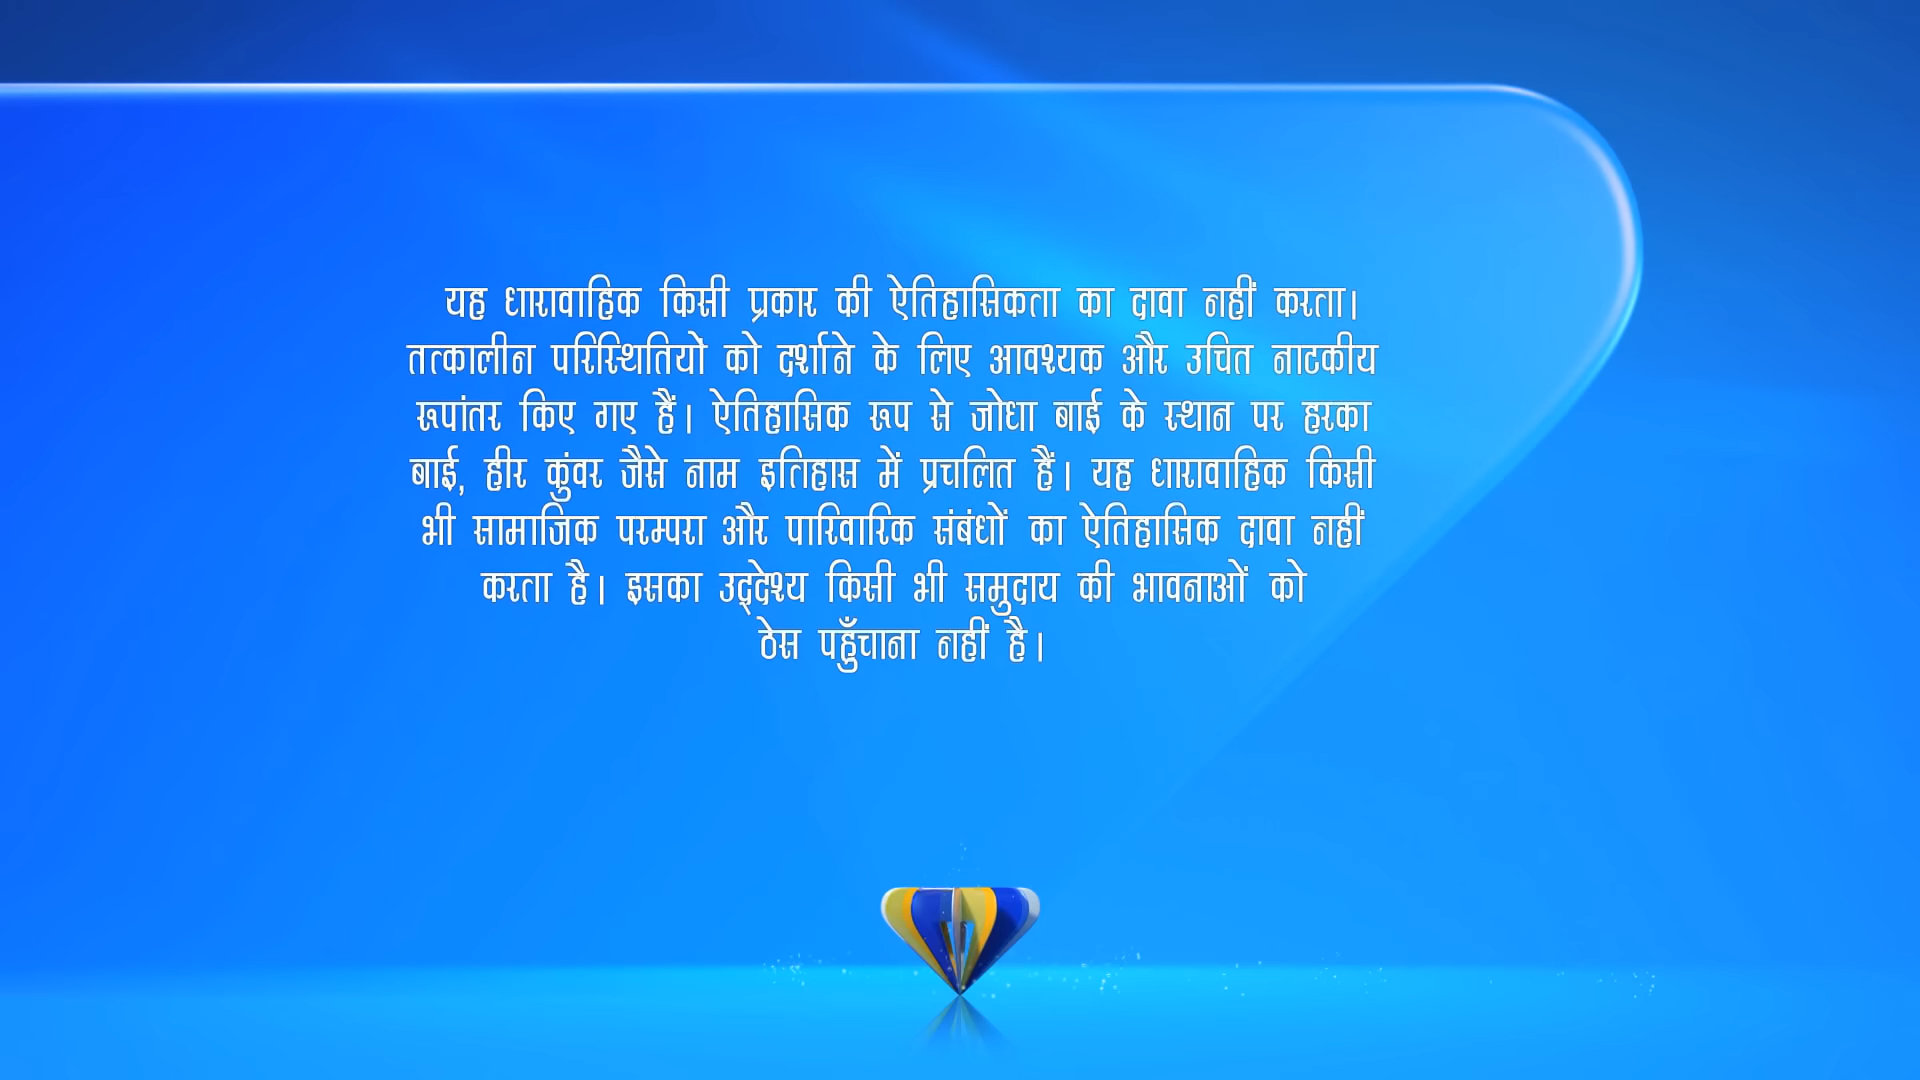 यह धारावाहिक किसी प्रकार की ऐतिहासिकता का दावा नहीं करता।
तत्कालीन परिस्थितियों को दर्शाने के लिए आवश्यक और उचित नाटकीय
रूपांतर किए गए हैं। ऐतिहासिक रूप से जोधा बाई के स्थान पर हरका
बाई, हीर कुंवर जैसे नाम इतिहास में प्रचलित हैं। यह धारावाहिक किसी
भी सामाजिक परम्परा और पारिवारिक संबंधों का ऐतिहासिक दावा नहीं
करता है। इसका उद्देश्य किसी भी समुदाय की भावनाओं को
ठेस पहुँचाना नहीं है।